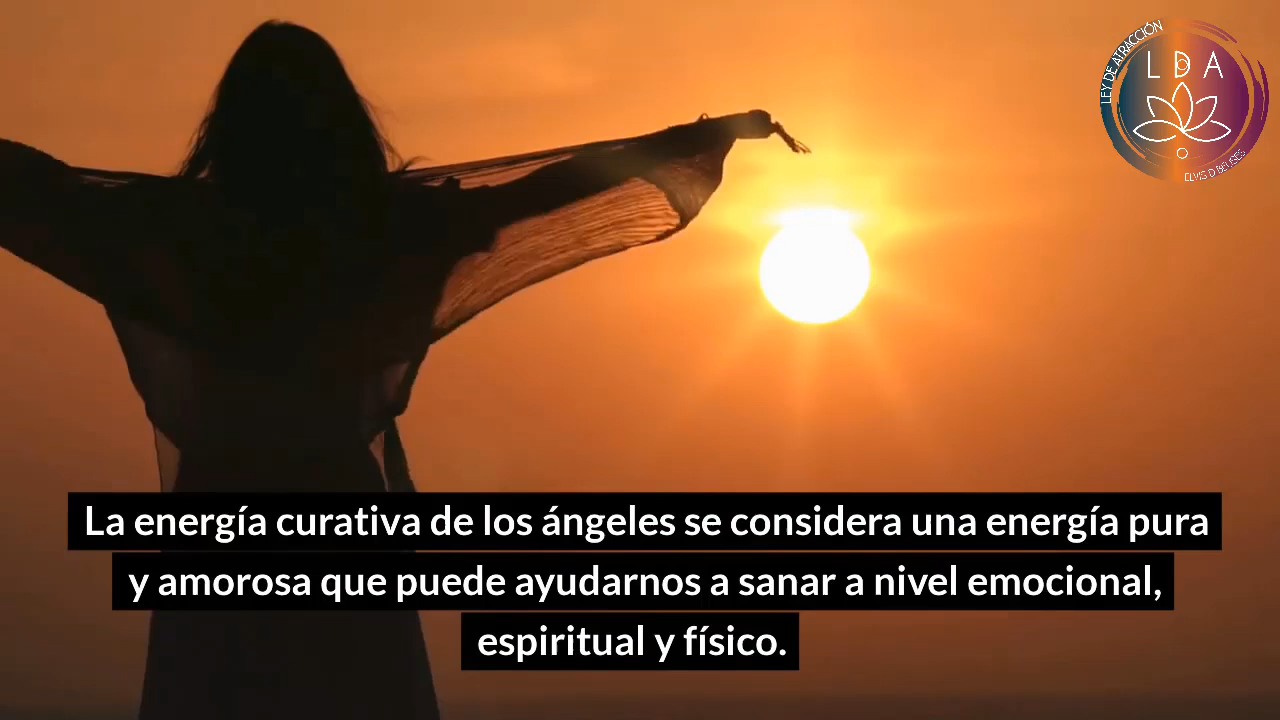 LEY DE ATRACCIÓN
LDA
La energía curativa de los ángeles se considera una energía pura
y amorosa que puede ayudarnos a sanar a nivel emocional,
espiritual y físico.